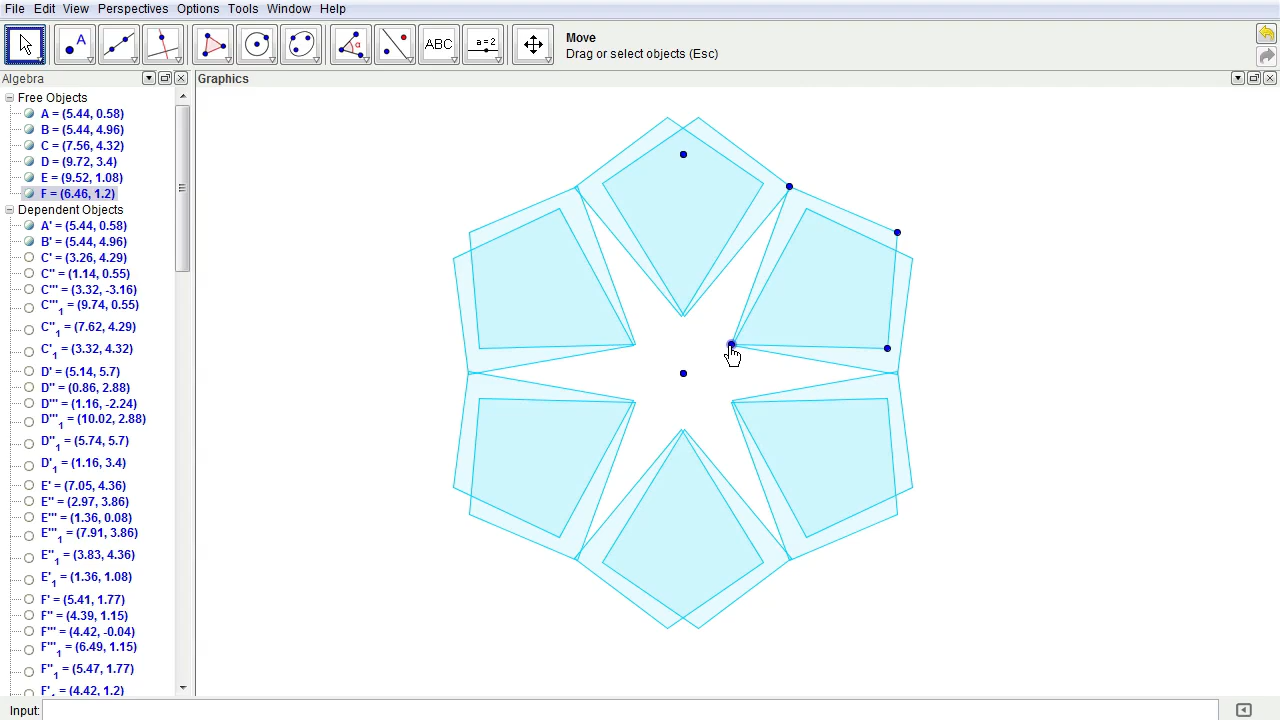 File Edit View Perspectives Options Tools Window Help
A
α
ABC
a=2
Move
Drag or select objects (Esc)
Algebra
Graphics
Free Objects
A = (5.44, 0.58)
B = (5.44, 4.96)
C = (7.56, 4.32)
D = (9.72, 3.4)
E = (9.52, 1.08)
F = (6.46, 1.2)
Dependent Objects
A' = (5.44, 0.58)
B' = (5.44, 4.96)
C' = (3.26, 4.29)
C'' = (1.14, 0.55)
C''' = (3.32, -3.16)
C'''₁ = (9.74, 0.55)
C''₁ = (7.62, 4.29)
C'₁ = (3.32, 4.32)
D' = (5.14, 5.7)
D'' = (0.86, 2.88)
D''' = (1.16, -2.24)
D'''₁ = (10.02, 2.88)
D''₁ = (5.74, 5.7)
D'₁ = (1.16, 3.4)
E' = (7.05, 4.36)
E'' = (2.97, 3.86)
E''' = (1.36, 0.08)
E'''₁ = (7.91, 3.86)
E''₁ = (3.83, 4.36)
E'₁ = (1.36, 1.08)
F' = (5.41, 1.77)
F'' = (4.39, 1.15)
F''' = (4.42, -0.04)
F'''₁ = (6.49, 1.15)
F''₁ = (5.47, 1.77)
F'₁ = (4.42, 1.2)
Input: